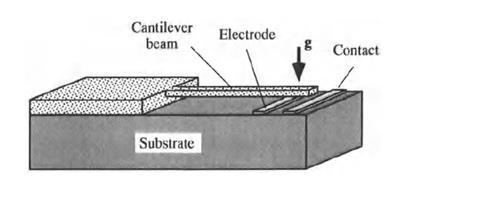 Cantilever
beam
Electrode
g
Contact
Substrate